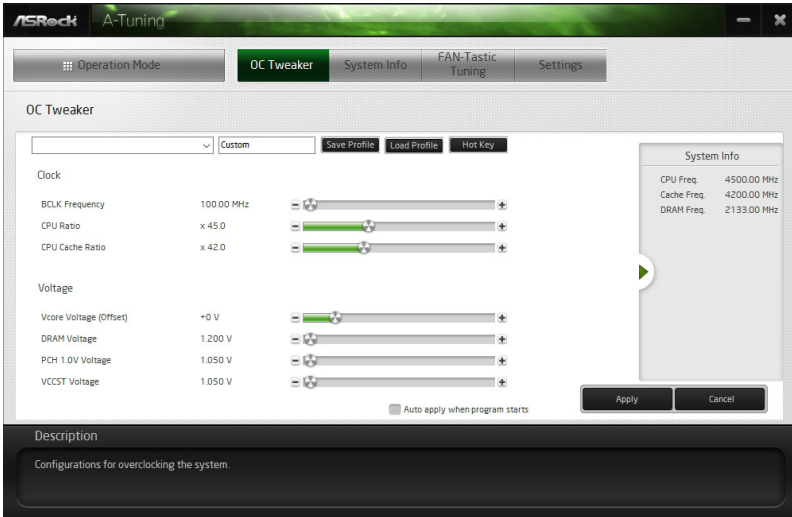 ASRock A-Tuning
Operation Mode
OC Tweaker
System Info
FAN-Tastic
Tuning
Settings
OC Tweaker
Custom
Save Profile
Load Profile
Hot Key
Clock
BCLK Frequency 100.00 MHz
CPU Ratio x 45.0
CPU Cache Ratio x 42.0
Voltage
Vcore Voltage (Offset) +0 V
DRAM Voltage 1.200 V
PCH 1.0V Voltage 1.050 V
VCCST Voltage 1.050 V
Auto apply when program starts
System Info
CPU Freq. 4500.00 MHz
Cache Freq. 4200.00 MHz
DRAM Freq. 2133.00 MHz
Apply
Cancel
Description
Configurations for overclocking the system.